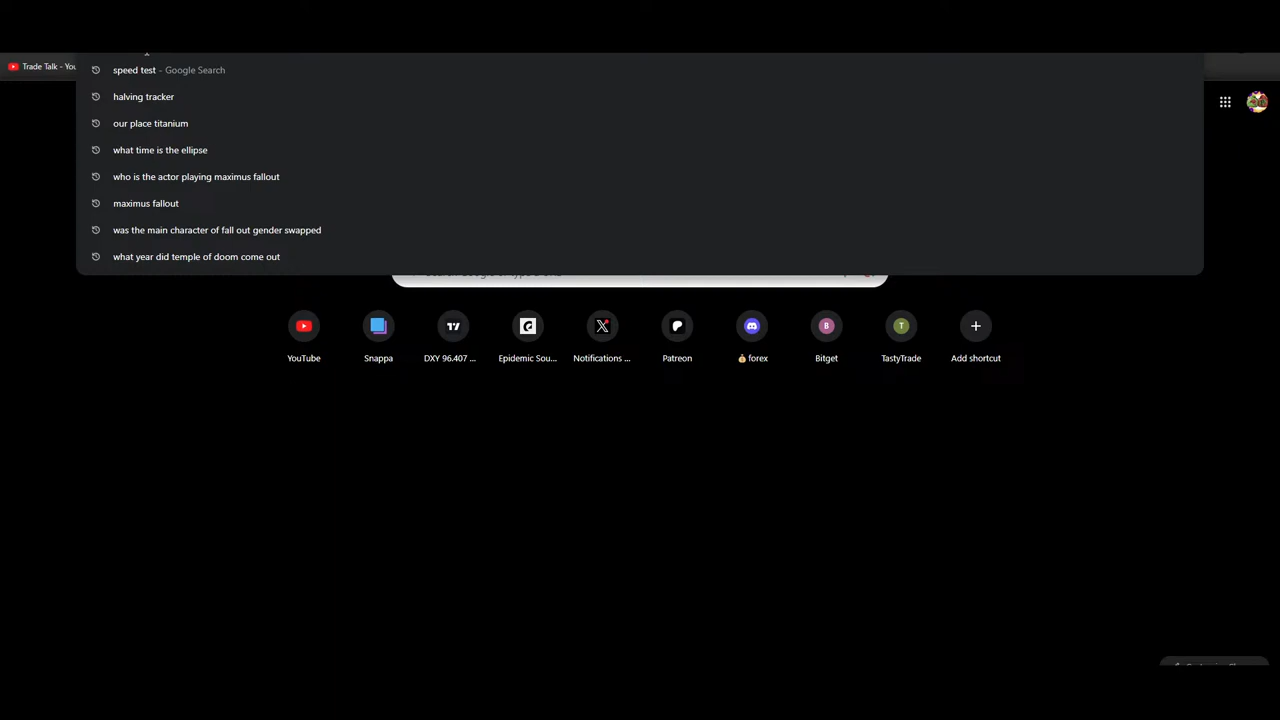 Trade Talk - You
speed test - Google Search
halving tracker
our place titanium
what time is the ellipse
who is the actor playing maximus fallout
maximus fallout
was the main character of fall out gender swapped
what year did temple of doom come out
YouTube
Snappa
DXY 96.407 ...
Epidemic Sou...
Notifications ...
Patreon
💰forex
B
Bitget
T
TastyTrade
Add shortcut